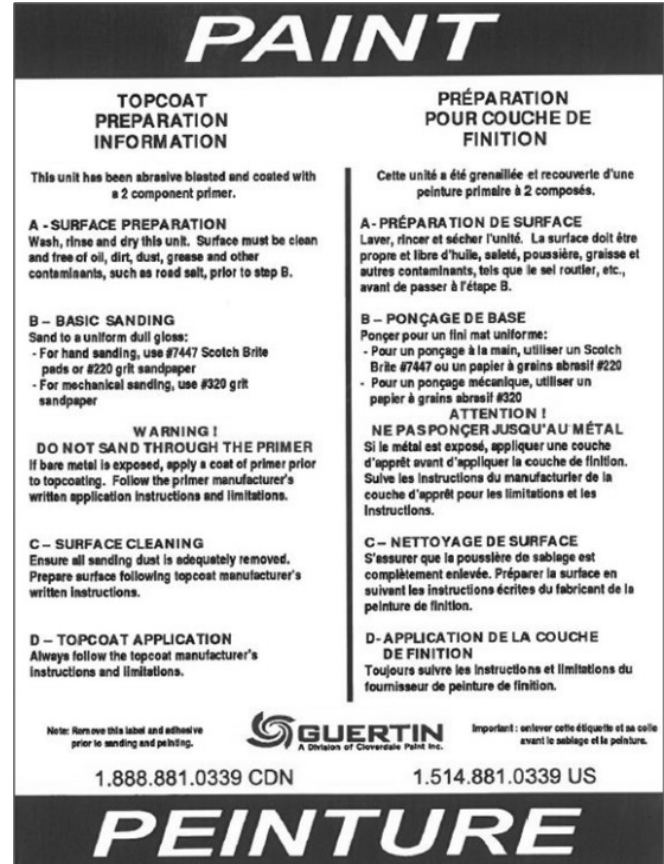 PAINT
TOPCOAT
PREPARATION
INFORMATION
This unit has been abrasive blasted and coated with
a 2 component primer.
A - SURFACE PREPARATION
Wash, rinse and dry this unit. Surface must be clean
and free of oil, dirt, dust, grease and other
contaminants, such as road salt, prior to step B.
B – BASIC SANDING
Sand to a uniform dull gloss:
- For hand sanding, use #7447 Scotch Brite
pads or #220 grit sandpaper
- For mechanical sanding, use #320 grit
sandpaper
WARNING !
DO NOT SAND THROUGH THE PRIMER
If bare metal is exposed, apply a coat of primer prior
to topcoating. Follow the primer manufacturer's
written application instructions and limitations.
C – SURFACE CLEANING
Ensure all sanding dust is adequately removed.
Prepare surface following topcoat manufacturer's
written instructions.
D – TOPCOAT APPLICATION
Always follow the topcoat manufacturer's
instructions and limitations.
PRÉPARATION
POUR COUCHE DE
FINITION
Cette unité a été grenaillée et recouverte d'une
peinture primaire à 2 composés.
A- PRÉPARATION DE SURFACE
Laver, rincer et sécher l'unité. La surface doit être
propre et libre d'huile, saleté, poussière, graisse et
autres contaminants, tels que le sel routier, etc.,
avant de passer à l'étape B.
B – PONÇAGE DE BASE
Ponçer pour un fini mat uniforme:
- Pour un ponçage à la main, utiliser un Scotch
Brite #7447 ou un papier à grains abrasif #220
- Pour un ponçage mécanique, utiliser un
papier à grains abrasif #320
ATTENTION !
NE PAS PONÇER JUSQU'AU MÉTAL
Si le métal est exposé, appliquer une couche
d'apprêt avant d'appliquer la couche de finition.
Suive les instructions du manufacturier de la
couche d'apprêt pour les limitations et les
instructions.
C – NETTOYAGE DE SURFACE
S'assurer que la poussière de sablage est
complètement enlevée. Préparer la surface en
suivant les instructions écrites du fabricant de la
peinture de finition.
D- APPLICATION DE LA COUCHE
DE FINITION
Toujours suivre les instructions et limitations du
fournisseur de peinture de finition.
Note: Remove this label and adhesive
prior to sanding and painting.
GUERTIN
A Division of Cloverdale Paint Inc.
Important : enlever cette étiquette et sa colle
avant le sablage et la peinture.
1.888.881.0339 CDN
1.514.881.0339 US
PEINTURE